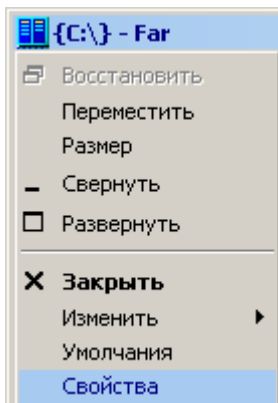 {C:\} - Far
Восстановить
Переместить
Размер
Свернуть
Развернуть
Закрыть
Изменить
Умолчания
Свойства